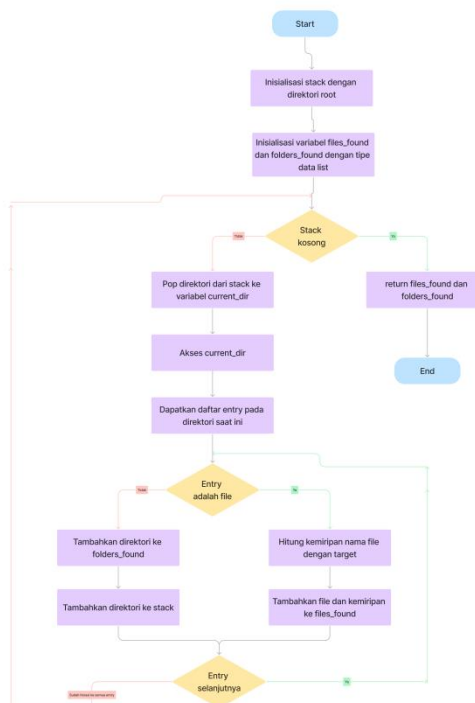 Start
Inisialisasi stack dengan
direktori root
Inisialisasi variabel files_found
dan folders_found dengan tipe
data list
Stack
kosong
Tidak
Ya
Pop direktori dari stack ke
variabel current_dir
return files_found dan
folders_found
Akses current_dir
End
Dapatkan daftar entry pada
direktori saat ini
Entry
adalah file
Tidak
Ya
Tambahkan direktori ke
folders_found
Hitung kemiripan nama file
dengan target
Tambahkan direktori ke stack
Tambahkan file dan kemiripan
ke files_found
Entry
selanjutnya
Ya